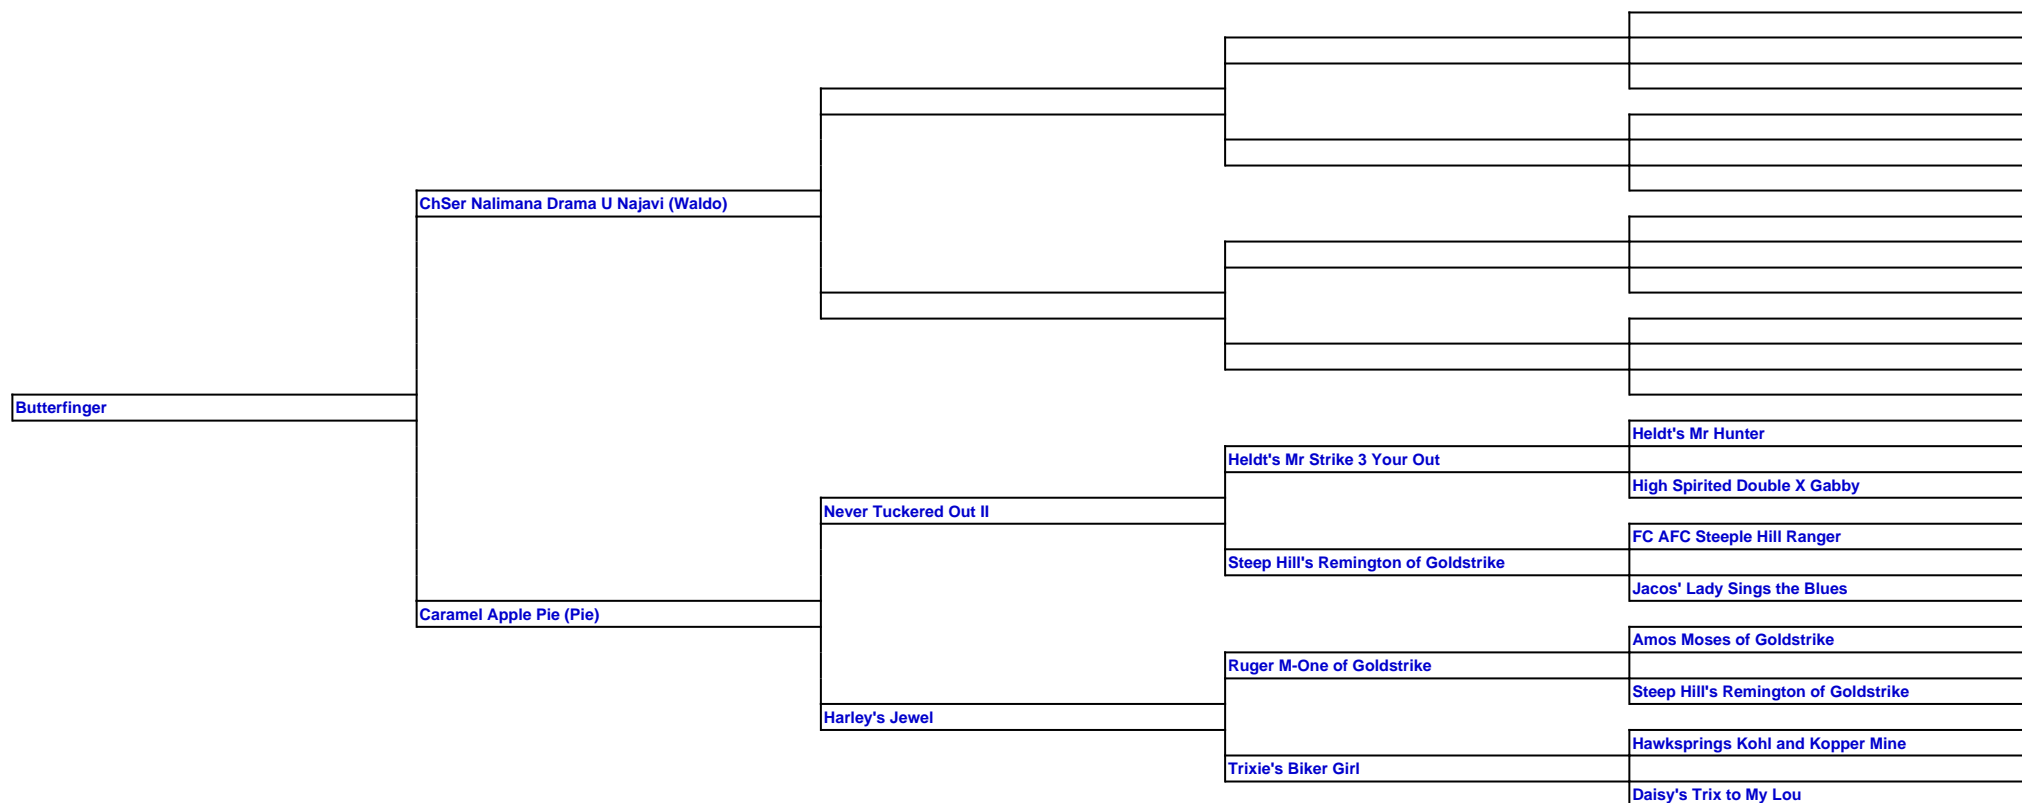 ChSer Nalimana Drama U Najavi (Waldo)
Butterfinger
Heldt's Mr Hunter
Heldt's Mr Strike 3 Your Out
High Spirited Double X Gabby
Never Tuckered Out II
FC AFC Steeple Hill Ranger
Steep Hill's Remington of Goldstrike
Jacos' Lady Sings the Blues
Caramel Apple Pie (Pie)
Amos Moses of Goldstrike
Ruger M-One of Goldstrike
Steep Hill's Remington of Goldstrike
Harley's Jewel
Hawksprings Kohl and Kopper Mine
Trixie's Biker Girl
Daisy's Trix to My Lou